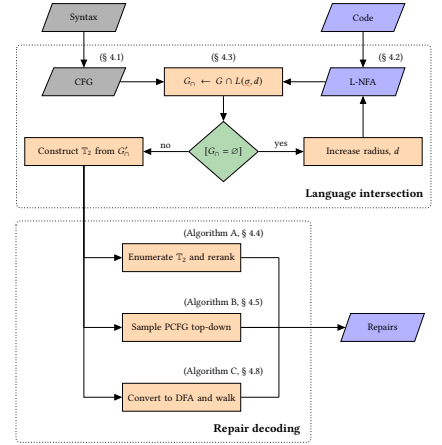 Syntax
Code
(§ 4.1)
(§ 4.3)
(§ 4.2)
CFG
G∩ ← G ∩ L(σ, d)
L-NFA
Construct 𝕋₂ from G′∩
no
[G∩ = ∅]
yes
Increase radius, d
Language intersection
(Algorithm A, § 4.4)
Enumerate 𝕋₂ and rerank
(Algorithm B, § 4.5)
Sample PCFG top-down
Repairs
(Algorithm C, § 4.8)
Convert to DFA and walk
Repair decoding